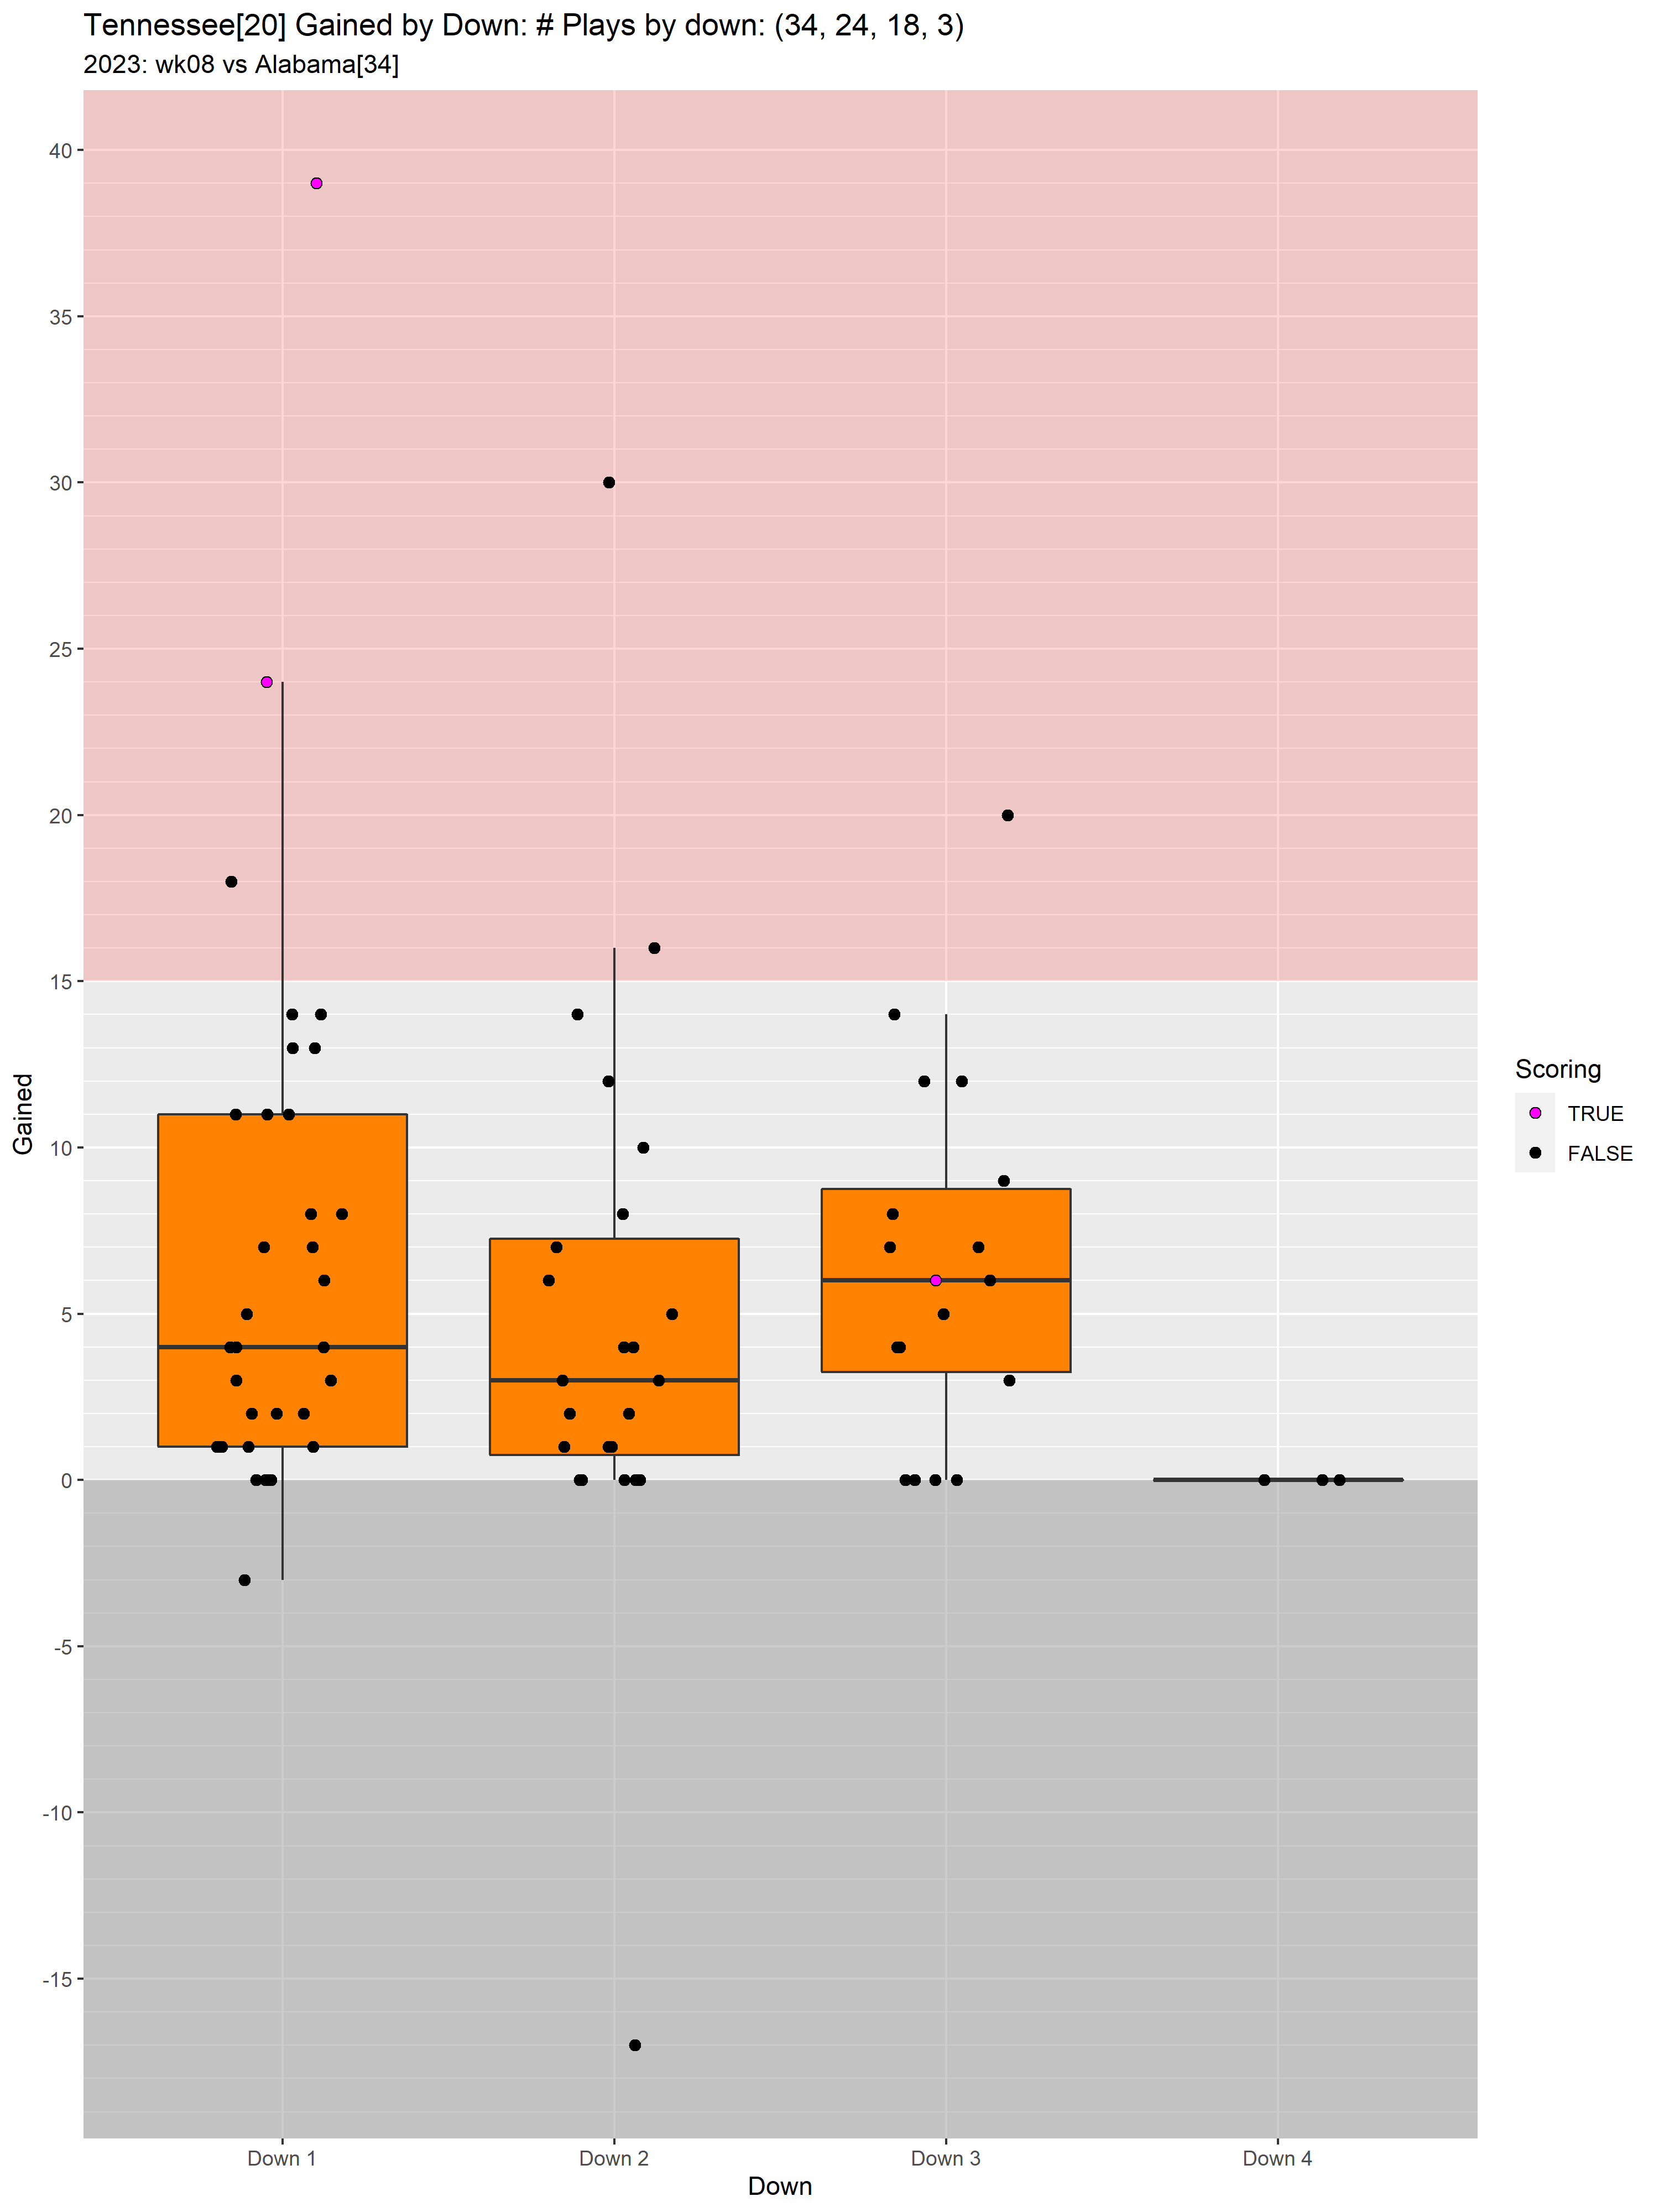 Tennessee[20] Gained by Down: # Plays by down: (34, 24, 18, 3)
2023: wk08 vs Alabama[34]
40
35
30
25
20
15
10
5
0
-5
-10
-15
Gained
Down 1
Down 2
Down 3
Down 4
Down
Scoring
TRUE
FALSE